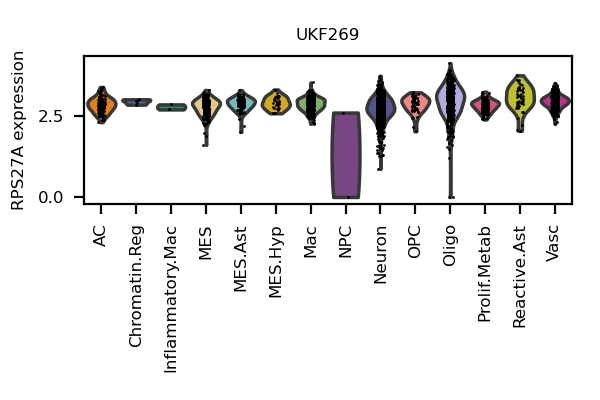 UKF269
RPS27A expression
2.5
0.0
AC
Chromatin.Reg
Inflammatory.Mac
MES
MES.Ast
MES.Hyp
Mac
NPC
Neuron
OPC
Oligo
Prolif.Metab
Reactive.Ast
Vasc